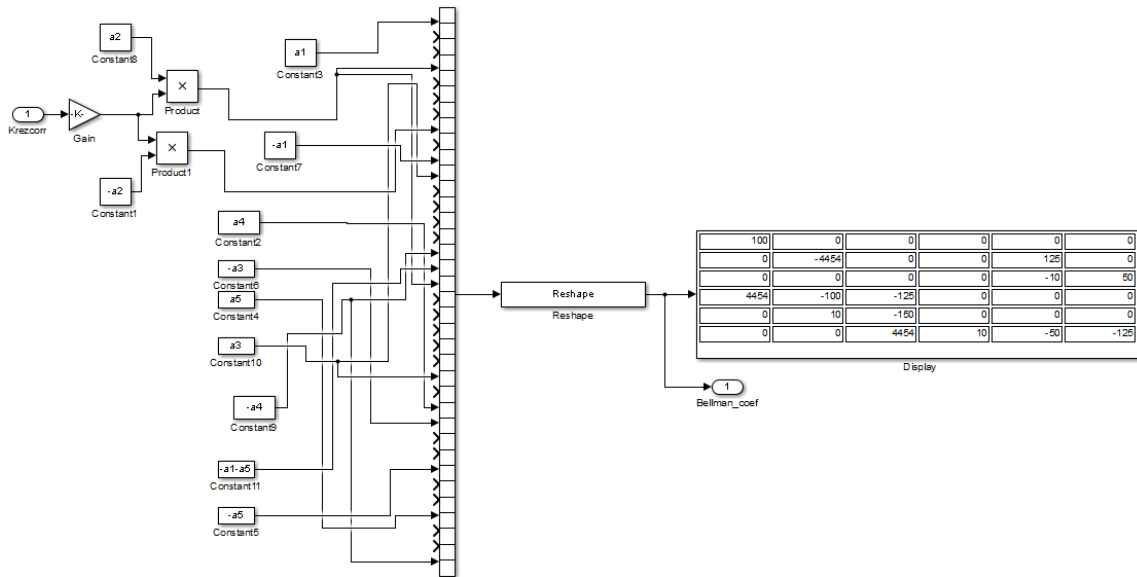 a2
Constant8
a1
Constant3
×
Product
1
Krezcorr
-K-
Gain
×
Product1
-a1
Constant7
-a2
Constant1
a4
Constant2
-a3
Constant6
a5
Constant4
a3
Constant10
-a4
Constant9
-a1-a5
Constant11
-a5
Constant5
Reshape
Reshape
100 0 0 0 0 0
0 -4454 0 0 125 0
0 0 0 0 -10 50
4454 -100 -125 0 0 0
0 10 -150 0 0 0
0 0 4454 10 -50 -125
Display
1
Bellman_coef